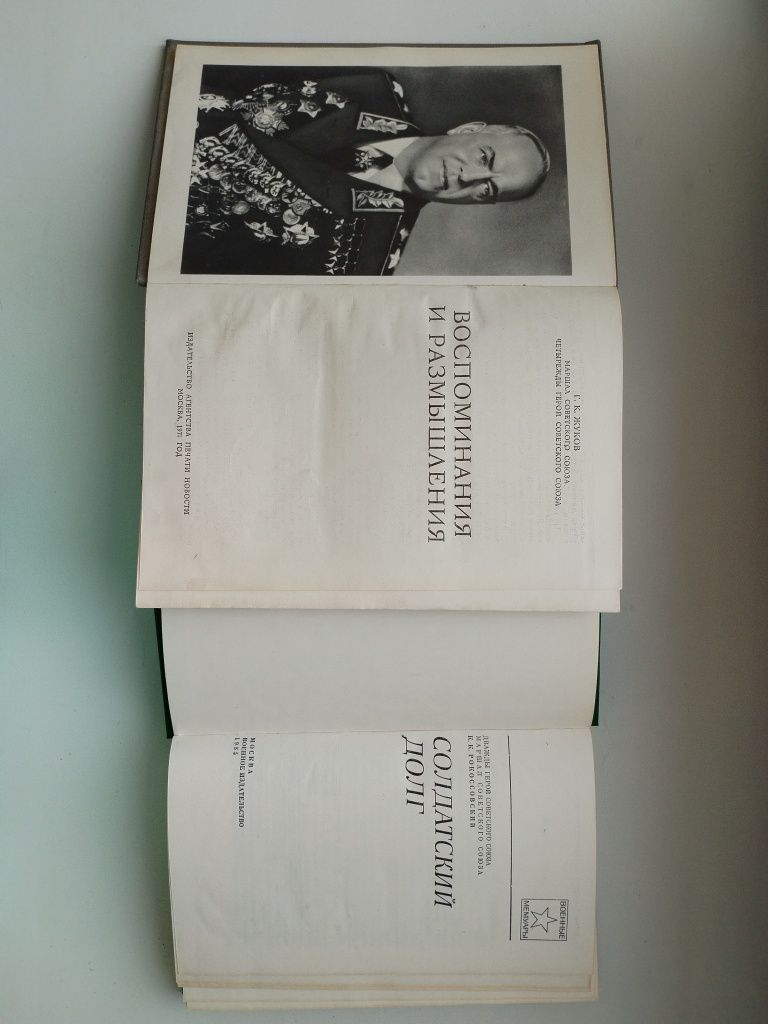 Г. К. ЖУКОВ
МАРШАЛ СОВЕТСКОГО СОЮЗА
ЧЕТЫРЕЖДЫ ГЕРОЙ СОВЕТСКОГО СОЮЗА
ВОСПОМИНАНИЯ
И РАЗМЫШЛЕНИЯ
ИЗДАТЕЛЬСТВО АГЕНТСТВА ПЕЧАТИ НОВОСТИ
МОСКВА, 1971 ГОД
ВОЕННЫЕ
МЕМУАРЫ
ДВАЖДЫ ГЕРОЙ СОВЕТСКОГО СОЮЗА
МАРШАЛ СОВЕТСКОГО СОЮЗА
К. К. РОКОССОВСКИЙ
СОЛДАТСКИЙ
ДОЛГ
МОСКВА
ВОЕННОЕ ИЗДАТЕЛЬСТВО
1985